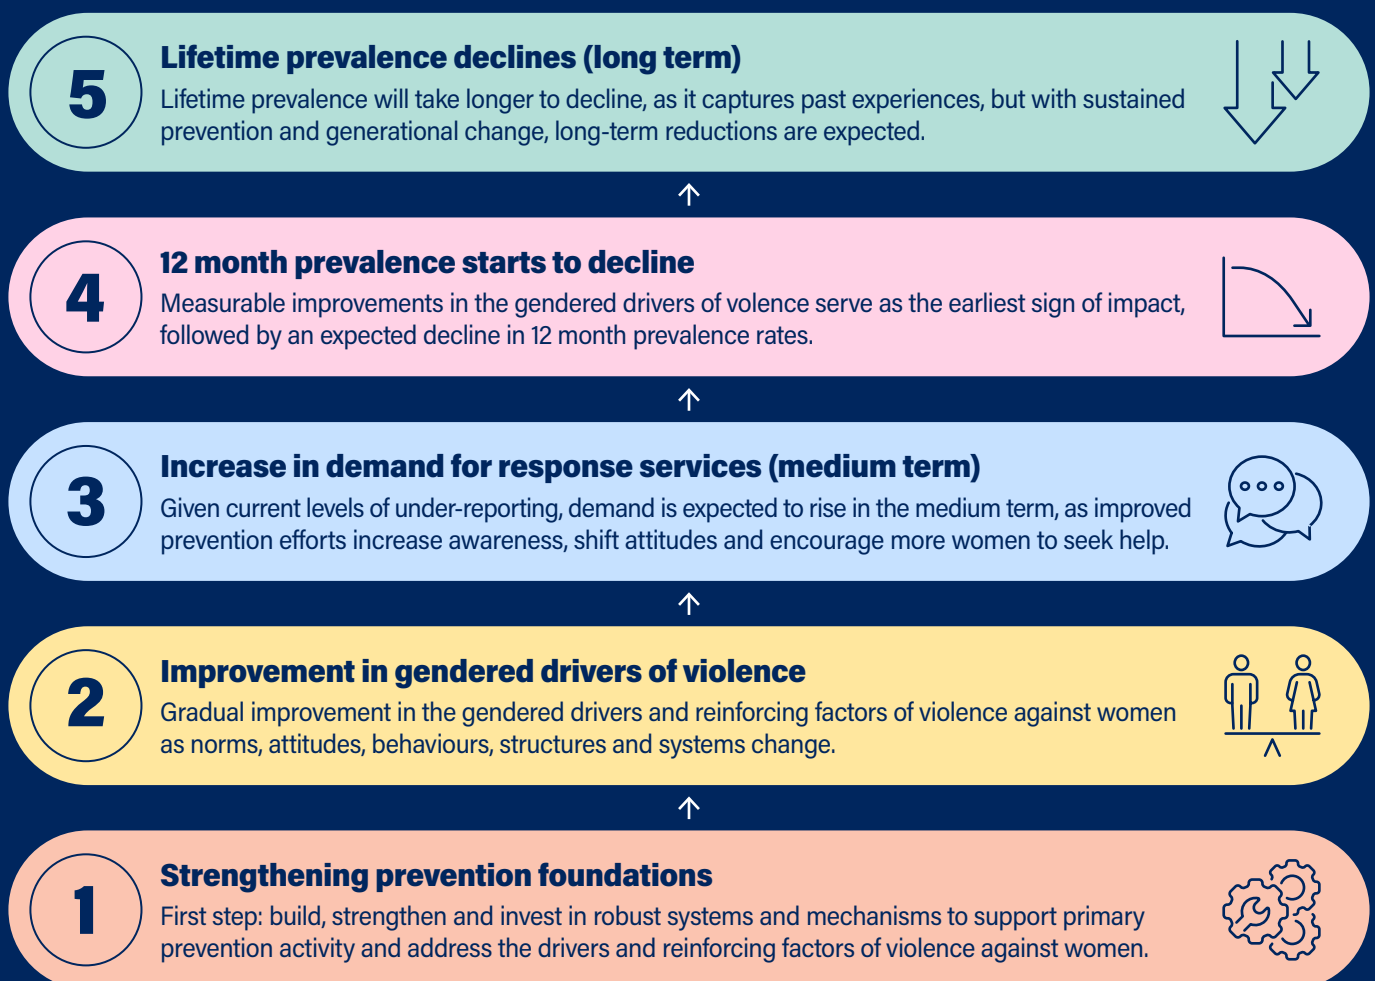 5
Lifetime prevalence declines (long term)
Lifetime prevalence will take longer to decline, as it captures past experiences, but with sustained
prevention and generational change, long-term reductions are expected.
4
12 month prevalence starts to decline
Measurable improvements in the gendered drivers of volence serve as the earliest sign of impact,
followed by an expected decline in 12 month prevalence rates.
3
Increase in demand for response services (medium term)
Given current levels of under-reporting, demand is expected to rise in the medium term, as improved
prevention efforts increase awareness, shift attitudes and encourage more women to seek help.
2
Improvement in gendered drivers of violence
Gradual improvement in the gendered drivers and reinforcing factors of violence against women
as norms, attitudes, behaviours, structures and systems change.
1
Strengthening prevention foundations
First step: build, strengthen and invest in robust systems and mechanisms to support primary
prevention activity and address the drivers and reinforcing factors of violence against women.